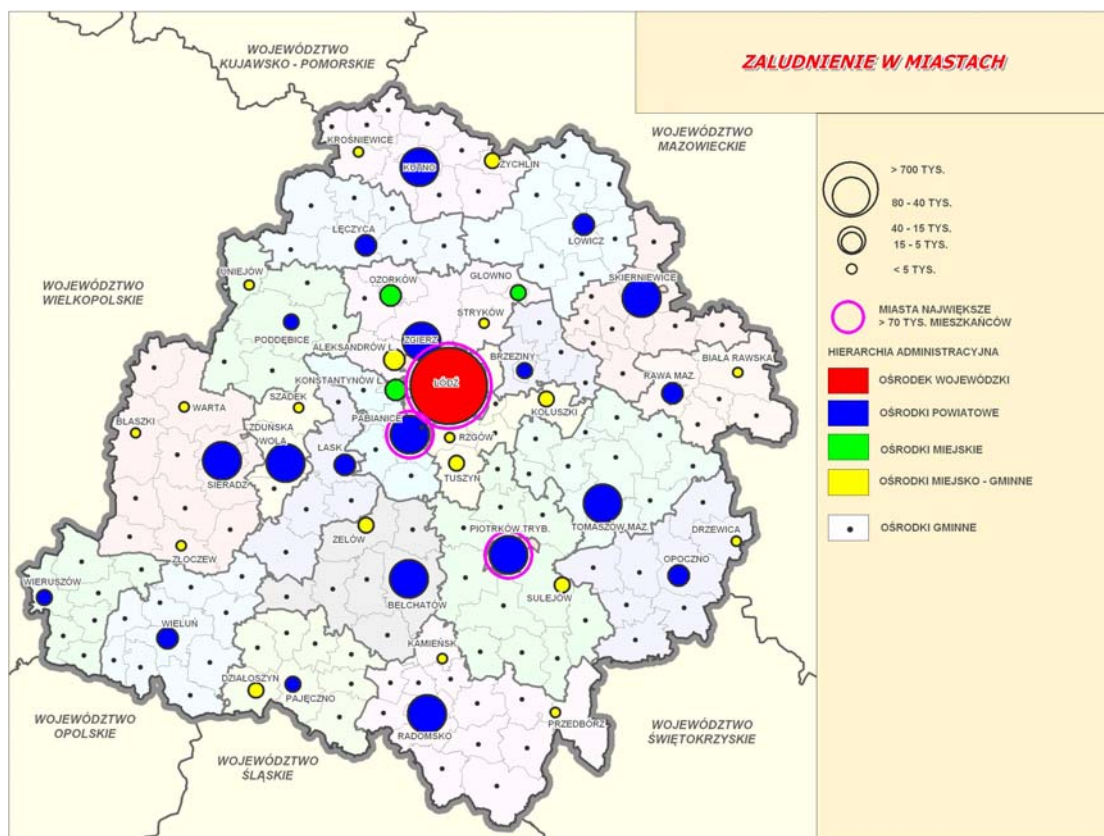 ZALUDNIENIE W MIASTACH
WOJEWÓDZTWO
KUJAWSKO - POMORSKIE
WOJEWÓDZTWO
MAZOWIECKIE
KROŚNIEWICE
KUTNO
ŻYCHLIN
ŁĘCZYCA
ŁOWICZ
UNIEJÓW
WOJEWÓDZTWO
WIELKOPOLSKIE
OZORKÓW
GŁOWNO
SKIERNIEWICE
STRYKÓW
PODDĘBICE
ZGIERZ
ALEKSANDRÓW Ł.
BRZEZINY
BIAŁA RAWSKA
ŁÓDŹ
KONSTANTYNÓW Ł.
RAWA MAZ.
SZADEK
WARTA
KOLUSZKI
PABIANICE
BŁASZKI
ZDUŃSKA
WOLA
RZGÓW
ŁASK
TUSZYN
SIERADZ
PIOTRKÓW TRYB.
TOMASZÓW MAZ.
DRZEWICA
ZELÓW
ZŁOCZEW
OPOCZNO
WIERUSZÓW
BEŁCHATÓW
SULEJÓW
WIELUŃ
KAMIEŃSK
DZIAŁOSZYN
PAJĘCZNO
PRZEDBÓRZ
RADOMSKO
WOJEWÓDZTWO
OPOLSKIE
WOJEWÓDZTWO
ŚLĄSKIE
WOJEWÓDZTWO
ŚWIĘTOKRZYSKIE
> 700 TYS.
80 - 40 TYS.
40 - 15 TYS.
15 - 5 TYS.
< 5 TYS.
MIASTA NAJWIĘKSZE
> 70 TYS. MIESZKAŃCÓW
HIERARCHIA ADMINISTRACYJNA
OŚRODEK WOJEWÓDZKI
OŚRODKI POWIATOWE
OŚRODKI MIEJSKIE
OŚRODKI MIEJSKO - GMINNE
OŚRODKI GMINNE